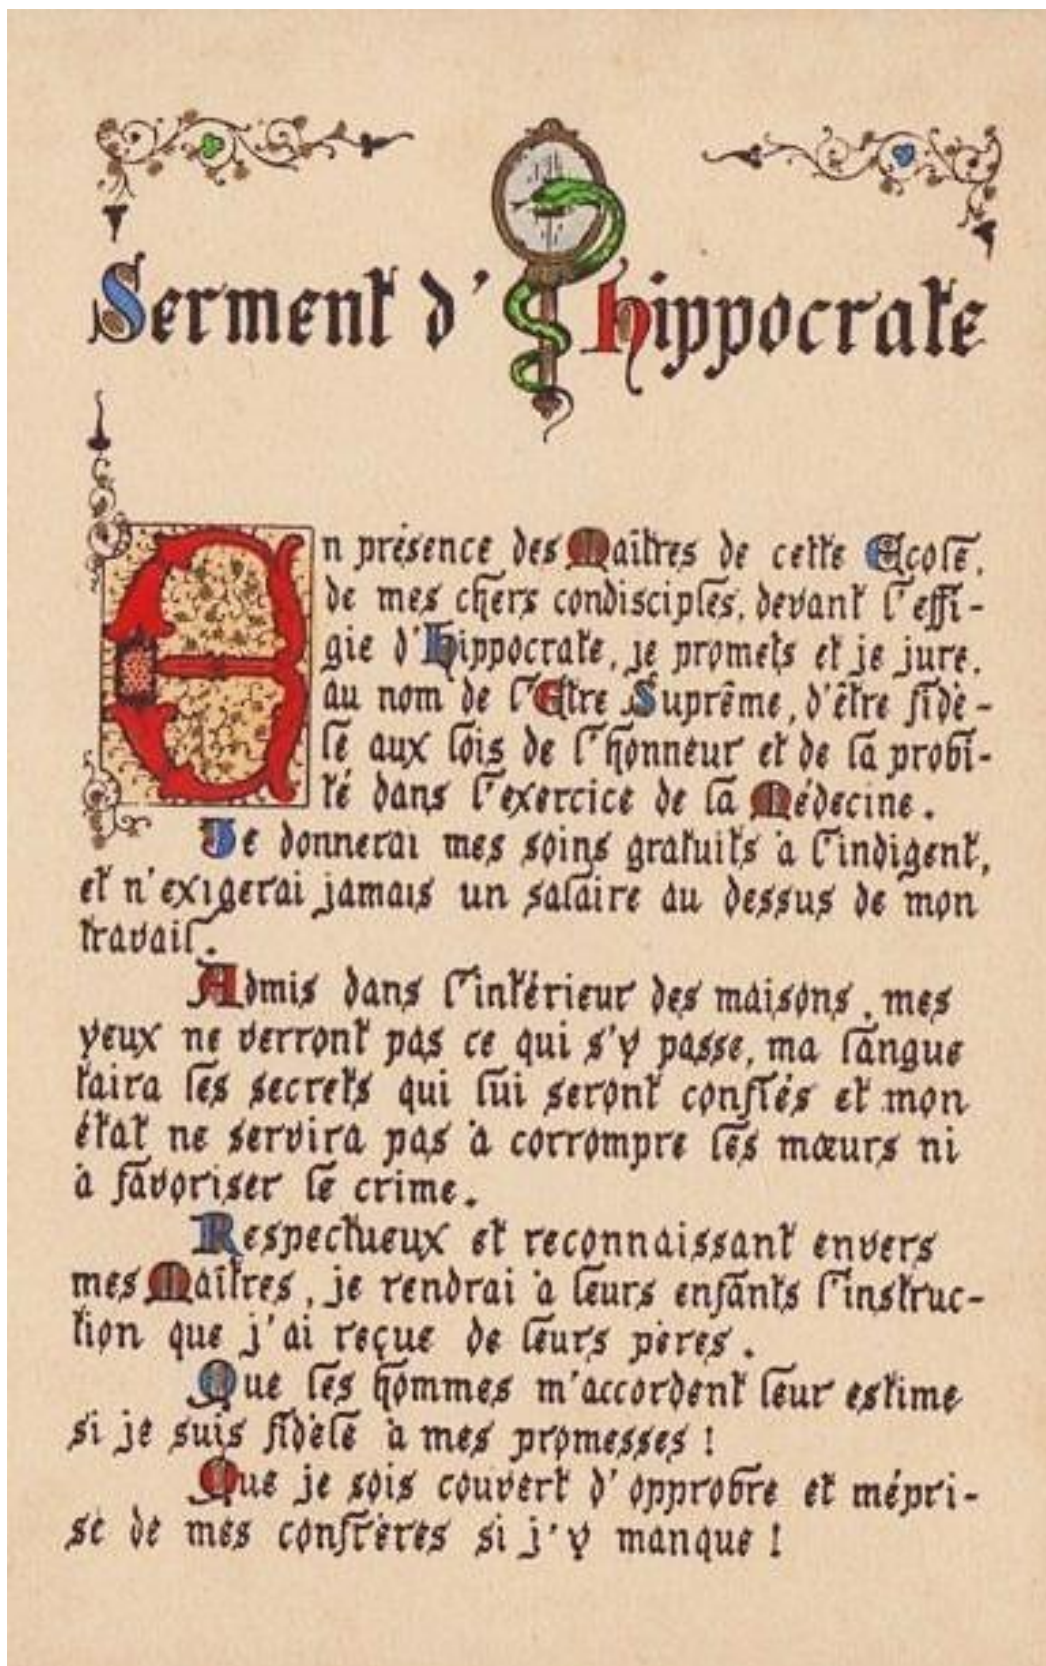 Serment d'hippocrate
En présence des Maîtres de cette Ecole,
de mes chers condisciples, devant l'effi-
gie d'hippocrate, je promets et je jure,
au nom de l'Etre Suprême, d'être fidè-
le aux lois de l'honneur et de la probi-
té dans l'exercice de la Médecine.
Je donnerai mes soins gratuits à l'indigent,
et n'exigerai jamais un salaire au dessus de mon
travail.
Admis dans l'intérieur des maisons, mes
yeux ne verront pas ce qui s'y passe, ma langue
taira les secrets qui lui seront confiés et mon
état ne servira pas à corrompre les mœurs ni
à favoriser le crime.
Respectueux et reconnaissant envers
mes Maîtres, je rendrai à leurs enfants l'instruc-
tion que j'ai reçue de leurs pères.
Que les hommes m'accordent leur estime
si je suis fidèle à mes promesses !
Que je sois couvert d'opprobre et mépri-
sé de mes confrères si j'y manque !